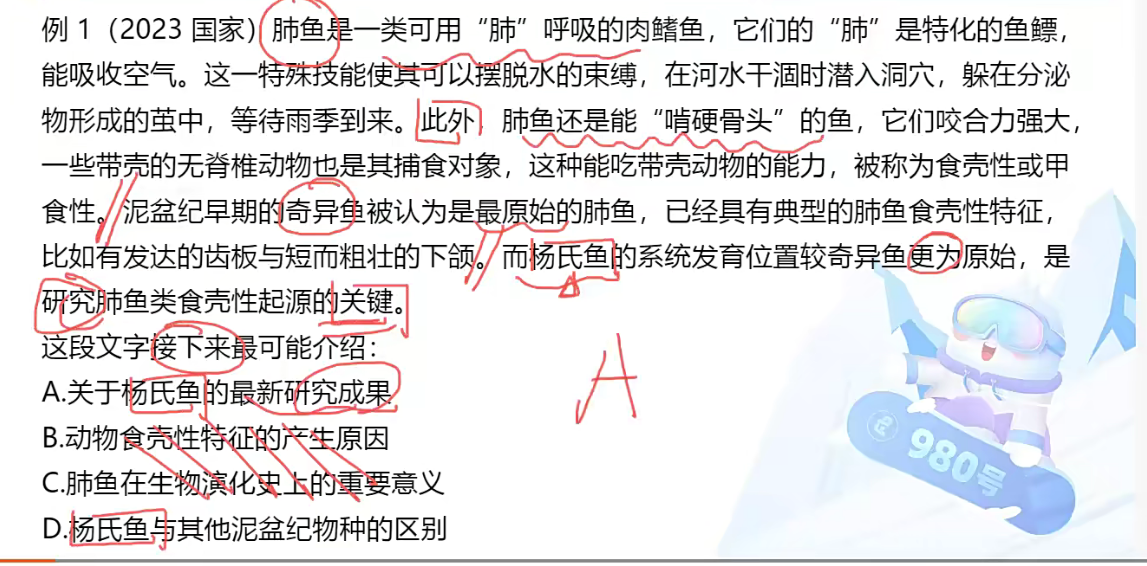 例 1（2023 国家）肺鱼是一类可用“肺”呼吸的肉鳍鱼，它们的“肺”是特化的鱼鳔，
能吸收空气。这一特殊技能使其可以摆脱水的束缚，在河水干涸时潜入洞穴，躲在分泌
物形成的茧中，等待雨季到来。此外，肺鱼还是能“啃硬骨头”的鱼，它们咬合力强大，
一些带壳的无脊椎动物也是其捕食对象，这种能吃带壳动物的能力，被称为食壳性或甲
食性。泥盆纪早期的奇异鱼被认为是最原始的肺鱼，已经具有典型的肺鱼食壳性特征，
比如有发达的齿板与短而粗壮的下颌。而杨氏鱼的系统发育位置较奇异鱼更为原始，是
研究肺鱼类食壳性起源的关键。
这段文字接下来最可能介绍：
A.关于杨氏鱼的最新研究成果
A
B.动物食壳性特征的产生原因
C.肺鱼在生物演化史上的重要意义
D.杨氏鱼与其他泥盆纪物种的区别
980号